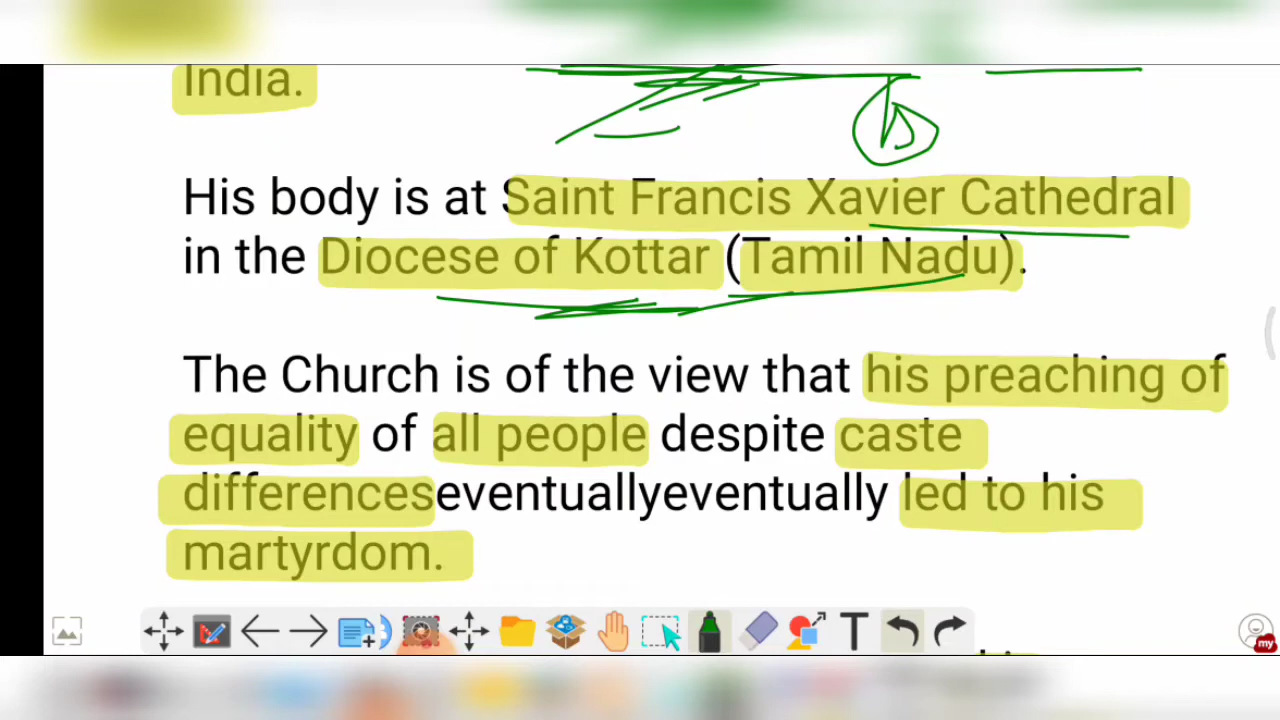 India.
His body is at Saint Francis Xavier Cathedral
in the Diocese of Kottar (Tamil Nadu).
The Church is of the view that his preaching of
equality of all people despite caste
differenceseventuallyeventually led to his
martyrdom.
T
my